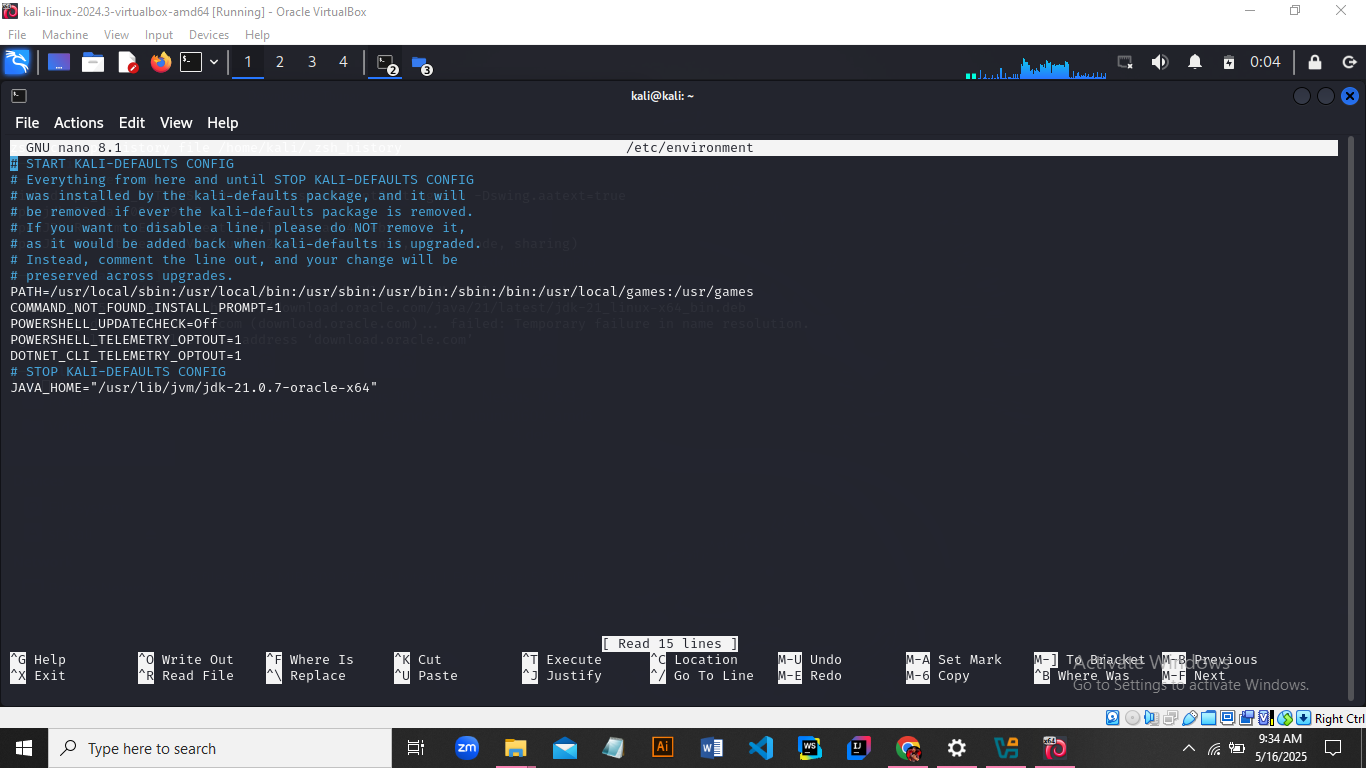 kali-linux-2024.3-virtualbox-amd64 [Running] - Oracle VirtualBox
File Machine View Input Devices Help
1 2 3 4 2 3 0:04
kali@kali: ~
File Actions Edit View Help
GNU nano 8.1 /etc/environment
# START KALI-DEFAULTS CONFIG
# Everything from here and until STOP KALI-DEFAULTS CONFIG
# was installed by the kali-defaults package, and it will
# be removed if ever the kali-defaults package is removed.
# If you want to disable a line, please do NOT remove it,
# as it would be added back when kali-defaults is upgraded.
# Instead, comment the line out, and your change will be
# preserved across upgrades.
PATH=/usr/local/sbin:/usr/local/bin:/usr/sbin:/usr/bin:/sbin:/bin:/usr/local/games:/usr/games
COMMAND_NOT_FOUND_INSTALL_PROMPT=1
POWERSHELL_UPDATECHECK=Off
POWERSHELL_TELEMETRY_OPTOUT=1
DOTNET_CLI_TELEMETRY_OPTOUT=1
# STOP KALI-DEFAULTS CONFIG
JAVA_HOME="/usr/lib/jvm/jdk-21.0.7-oracle-x64"
[ Read 15 lines ]
^G Help ^O Write Out ^F Where Is ^K Cut ^T Execute ^C Location M-U Undo M-A Set Mark M-] To Bracket M-B Previous
^X Exit ^R Read File ^\ Replace ^U Paste ^J Justify ^/ Go To Line M-E Redo M-6 Copy ^B Where Was M-F Next
Activate Windows
Go to Settings to activate Windows.
Right Ctrl
Type here to search
zm Ai W WS IJ
9:34 AM
5/16/2025